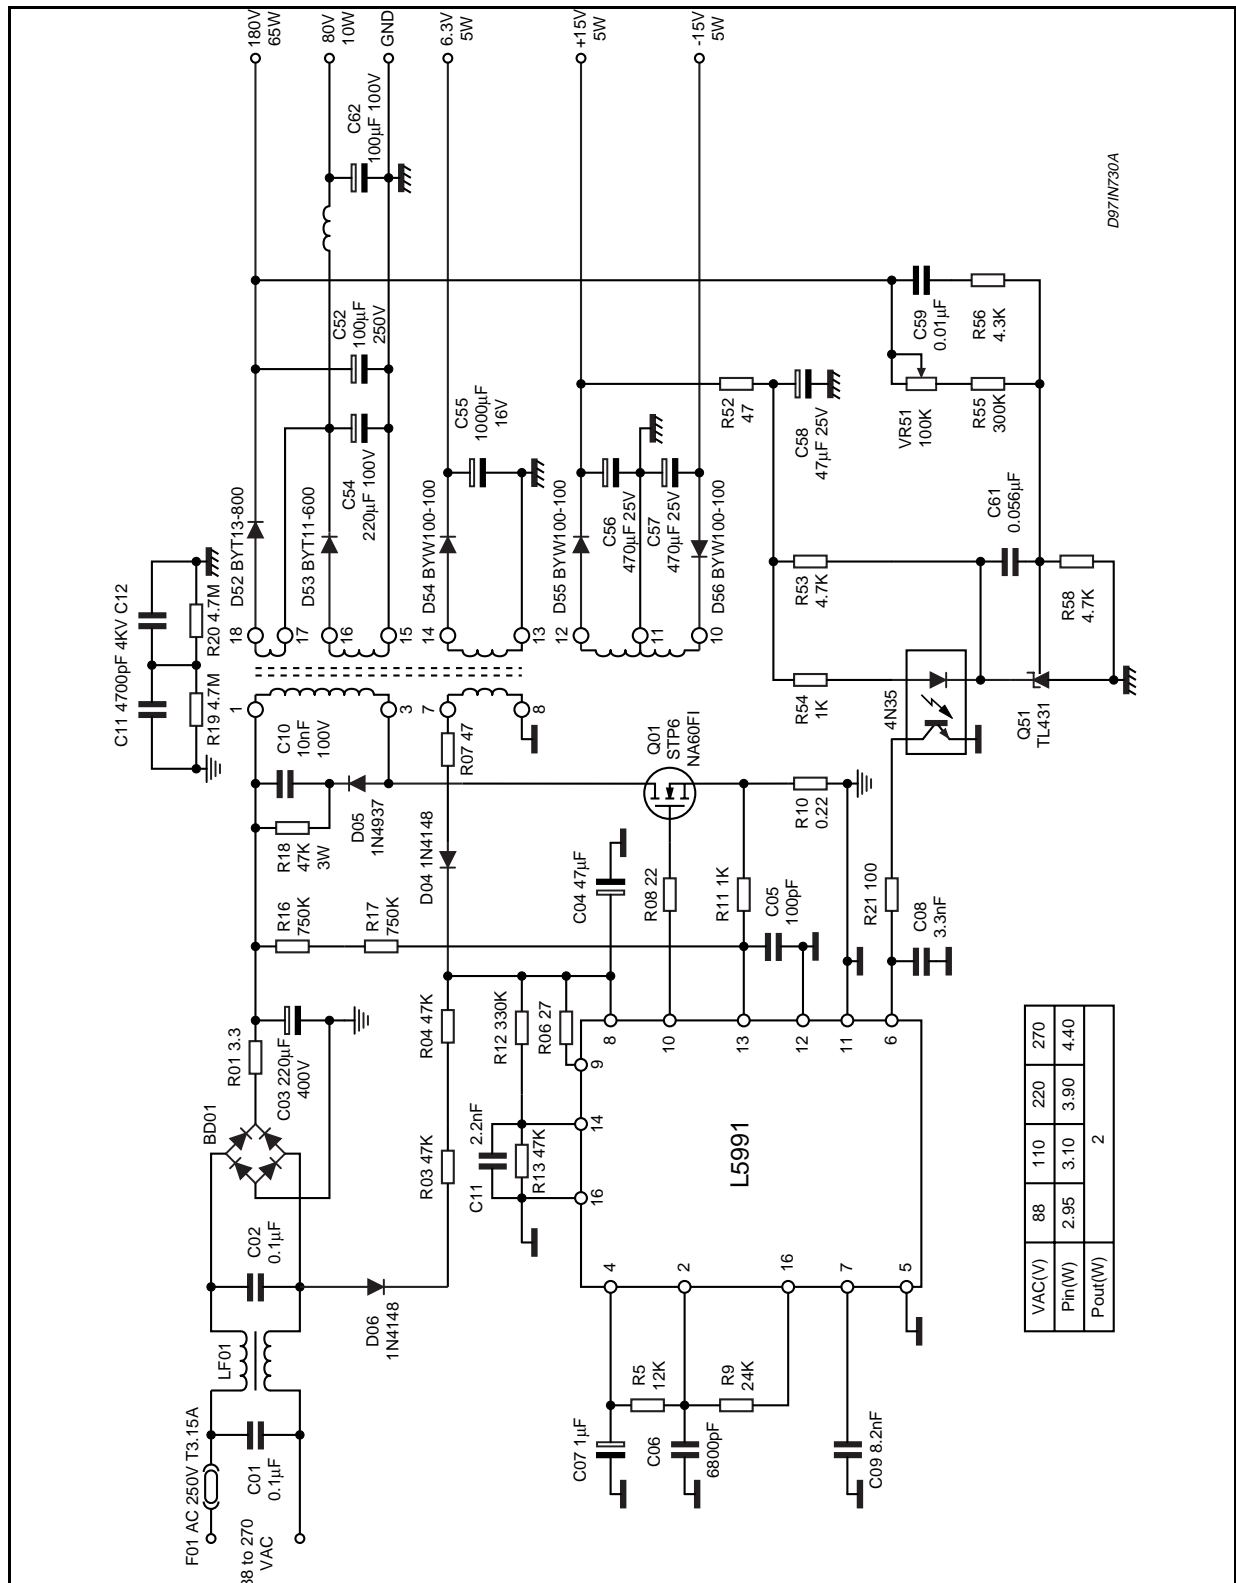 180V
65W
80V
10W
GND
6.3V
5W
+15V
5W
-15V
5W
C62
100µF 100V
D97IN730A
C52
100µF
250V
C59
0.01µF
R56
4.3K
C54
220µF 100V
C55
1000µF
16V
R52
47
C58
47µF 25V
VR51
100K
R55
300K
C56
470µF 25V
C57
470µF 25V
C61
0.056µF
D52 BYT13-800
D53 BYT11-600
D54 BYW100-100
D55 BYW100-100
D56 BYW100-100
R53
4.7K
R58
4.7K
C11 4700pF 4KV C12
R19 4.7M
R20 4.7M
18
17
16
15
14
13
12
11
10
1
3
7
8
R54
1K
4N35
Q51
TL431
C10
10nF
100V
R07 47
Q01
STP6
NA60FI
R18
47K
3W
D05
1N4937
D04 1N4148
R10
0.22
R16
750K
R17
750K
C04 47µF
R08 22
R11 1K
C05
100pF
R21 100
C08
3.3nF
R01 3.3
C03 220µF
400V
R04 47K
R12 330K
R06 27
8
10
13
12
11
6
9
14
16
BD01
R03 47K
C11
2.2nF
R13 47K
L5991
4
2
16
7
5
C02
0.1µF
D06
1N4148
LF01
R5
12K
R9
24K
F01 AC 250V T3.15A
C01
0.1µF
C07 1µF
C06
6800pF
C09 8.2nF
88 to 270
VAC
VAC(V) 88 110 220 270
Pin(W) 2.95 3.10 3.90 4.40
Pout(W) 2